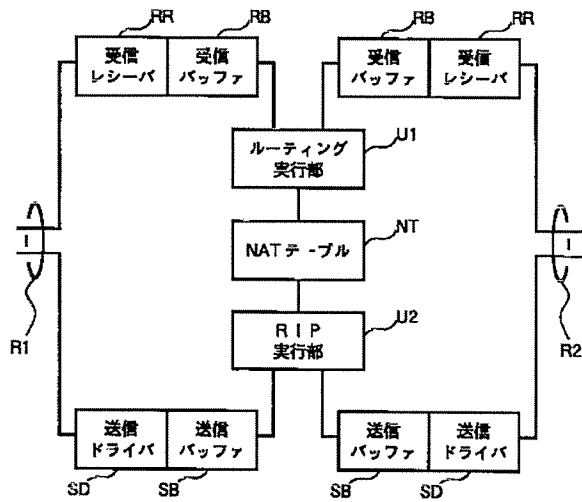 RR
RB
RB
RR
受信
レシーバ
受信
バッファ
受信
バッファ
受信
レシーバ
U1
ルーティング
実行部
NT
NATテ-ブル
U2
RIP
実行部
R1
R2
送信
ドライバ
送信
バッファ
送信
バッファ
送信
ドライバ
SD
SB
SB
SD